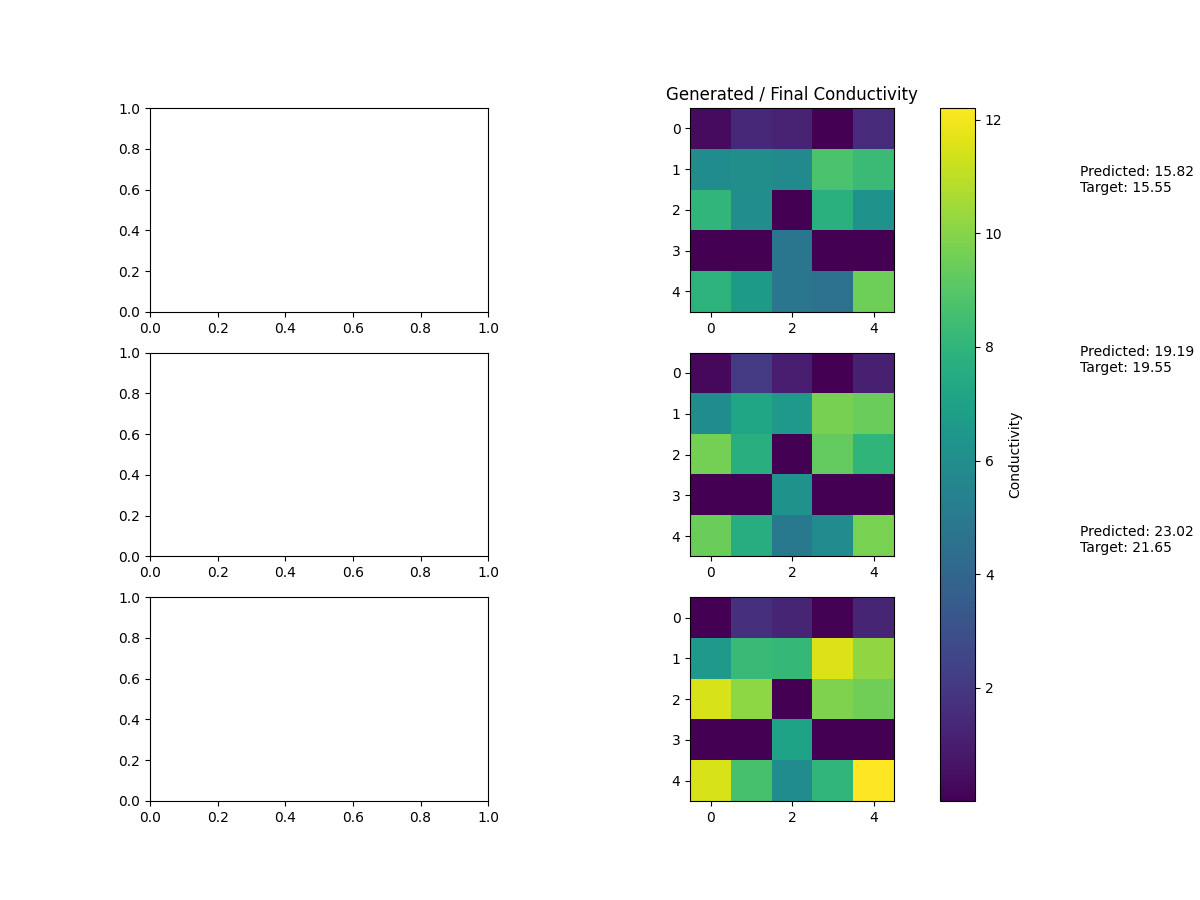 Generated / Final Conductivity
1.0
0.8
0.6
0.4
0.2
0.0
0.0 0.2 0.4 0.6 0.8 1.0
0
1
2
3
4
0 2 4
Predicted: 15.82
Target: 15.55
1.0
0.8
0.6
0.4
0.2
0.0
0.0 0.2 0.4 0.6 0.8 1.0
0
1
2
3
4
0 2 4
Predicted: 19.19
Target: 19.55
1.0
0.8
0.6
0.4
0.2
0.0
0.0 0.2 0.4 0.6 0.8 1.0
0
1
2
3
4
0 2 4
Predicted: 23.02
Target: 21.65
12
10
8
6
4
2
Conductivity